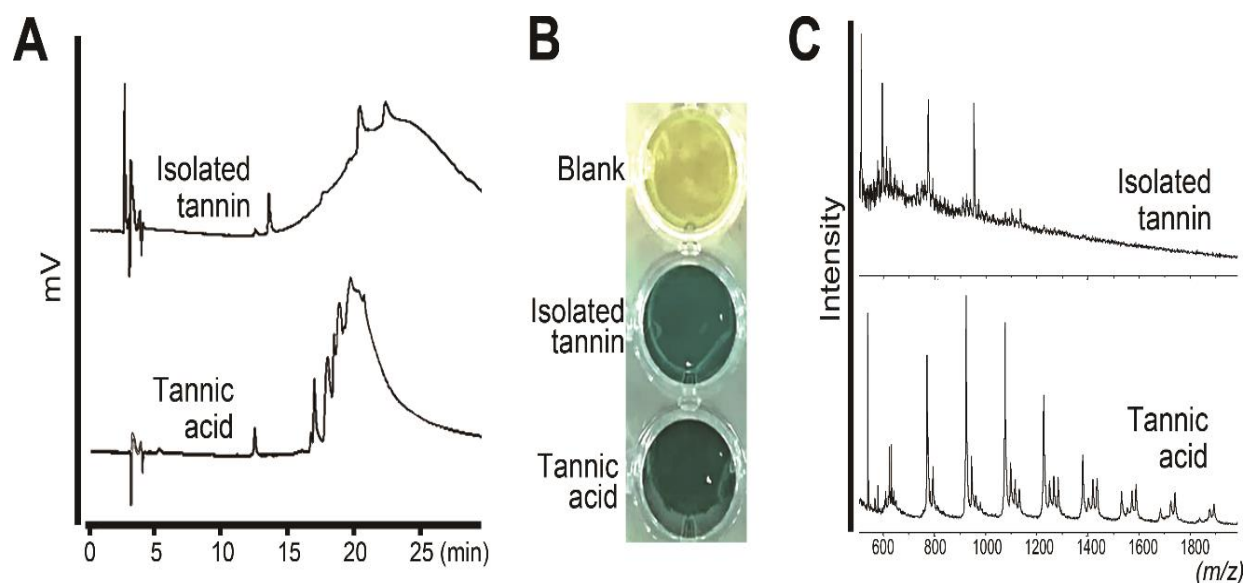 A
mV
Isolated
tannin
Tannic
acid
0 5 10 15 20 25 (min)
B
Blank
Isolated
tannin
Tannic
acid
C
Intensity
Isolated
tannin
Tannic
acid
600 800 1000 1200 1400 1600 1800
(m/z)